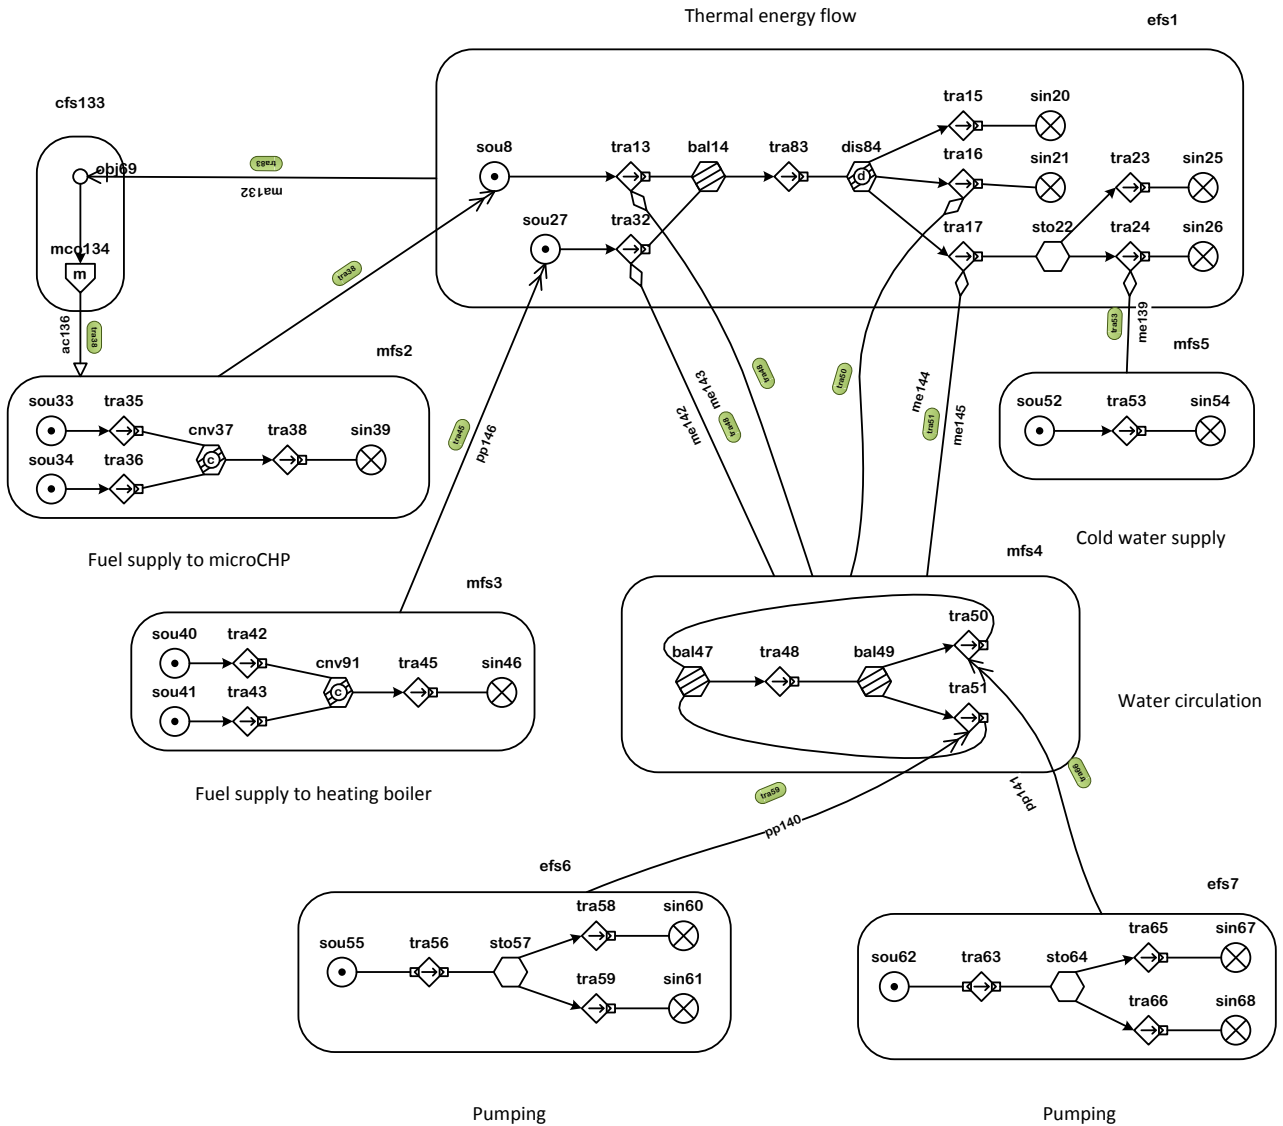 Thermal energy flow
efs1
cfs133
obj69
mco134
m
tra83
ma132
ac136
tra38
sou8
tra13
bal14
tra83
dis84
d
tra15
sin20
tra16
sin21
tra23
sin25
sou27
tra32
tra17
sto22
tra24
sin26
tra38
mfs2
sou33
tra35
sou34
tra36
cnv37
c
tra38
sin39
Fuel supply to microCHP
tra45
pp146
me142
me143
tra48
tra48
tra50
me144
tra51
me145
tra53
me139
mfs5
sou52
tra53
sin54
Cold water supply
mfs3
sou40
tra42
sou41
tra43
cnv91
c
tra45
sin46
Fuel supply to heating boiler
mfs4
bal47
tra48
bal49
tra50
tra51
Water circulation
tra59
pp140
pp141
tra66
efs6
sou55
tra56
sto57
tra58
sin60
tra59
sin61
Pumping
efs7
sou62
tra63
sto64
tra65
sin67
tra66
sin68
Pumping